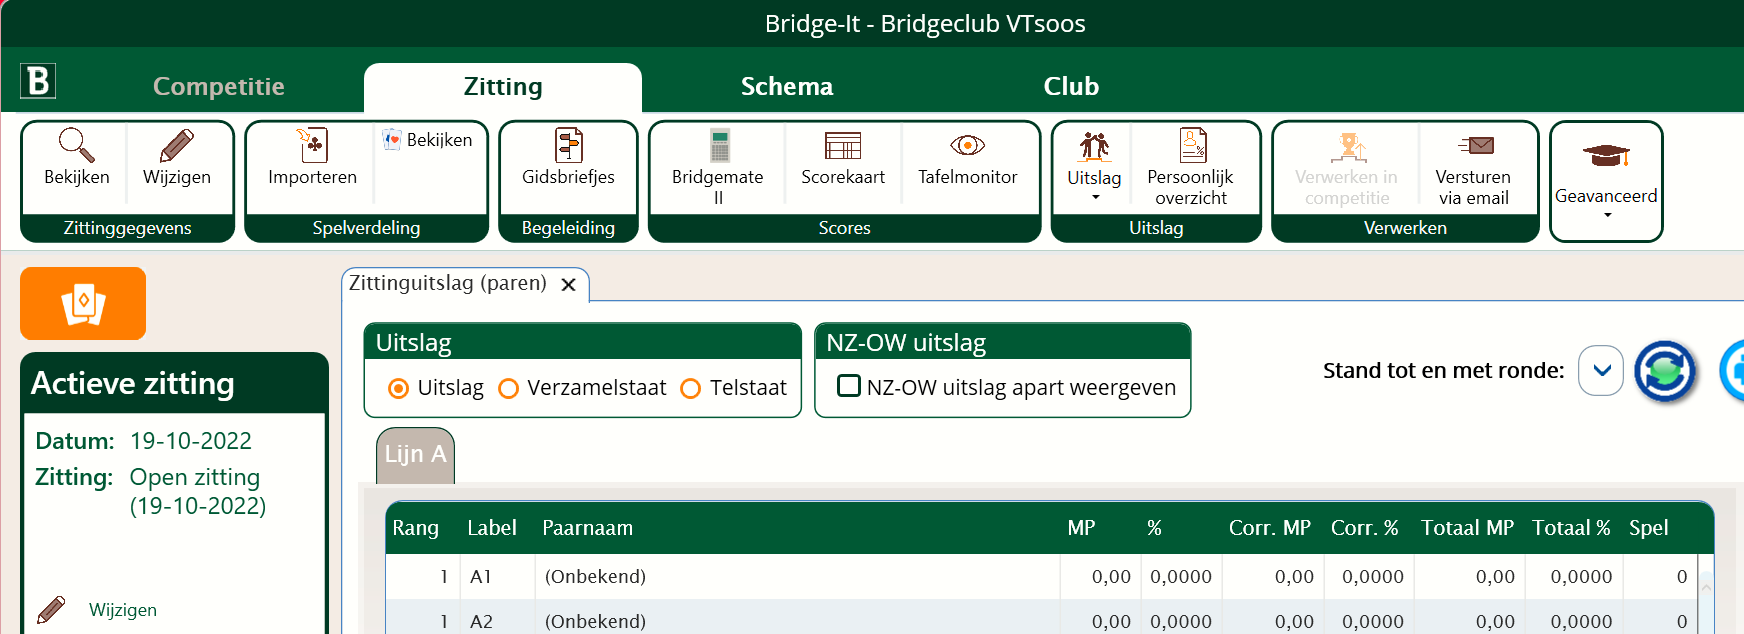 Bridge-It - Bridgeclub VTsoos
B
Competitie Zitting Schema Club
Bekijken Wijzigen
Zittinggegevens
Importeren Bekijken
Spelverdeling
Gidsbriefjes
Begeleiding
Bridgemate
II
Scorekaart Tafelmonitor
Scores
Uitslag
Persoonlijk
overzicht
Uitslag
Verwerken in
competitie
Versturen
via email
Verwerken
Geavanceerd
Zittinguitslag (paren)
Uitslag
Uitslag Verzamelstaat Telstaat
NZ-OW uitslag
NZ-OW uitslag apart weergeven
Stand tot en met ronde:
Actieve zitting
Datum: 19-10-2022
Zitting: Open zitting
(19-10-2022)
Wijzigen
Lijn A
Rang Label Paarnaam MP % Corr. MP Corr. % Totaal MP Totaal % Spel
1 A1 (Onbekend) 0,00 0,0000 0,00 0,0000 0,00 0,0000 0
1 A2 (Onbekend) 0,00 0,0000 0,00 0,0000 0,00 0,0000 0